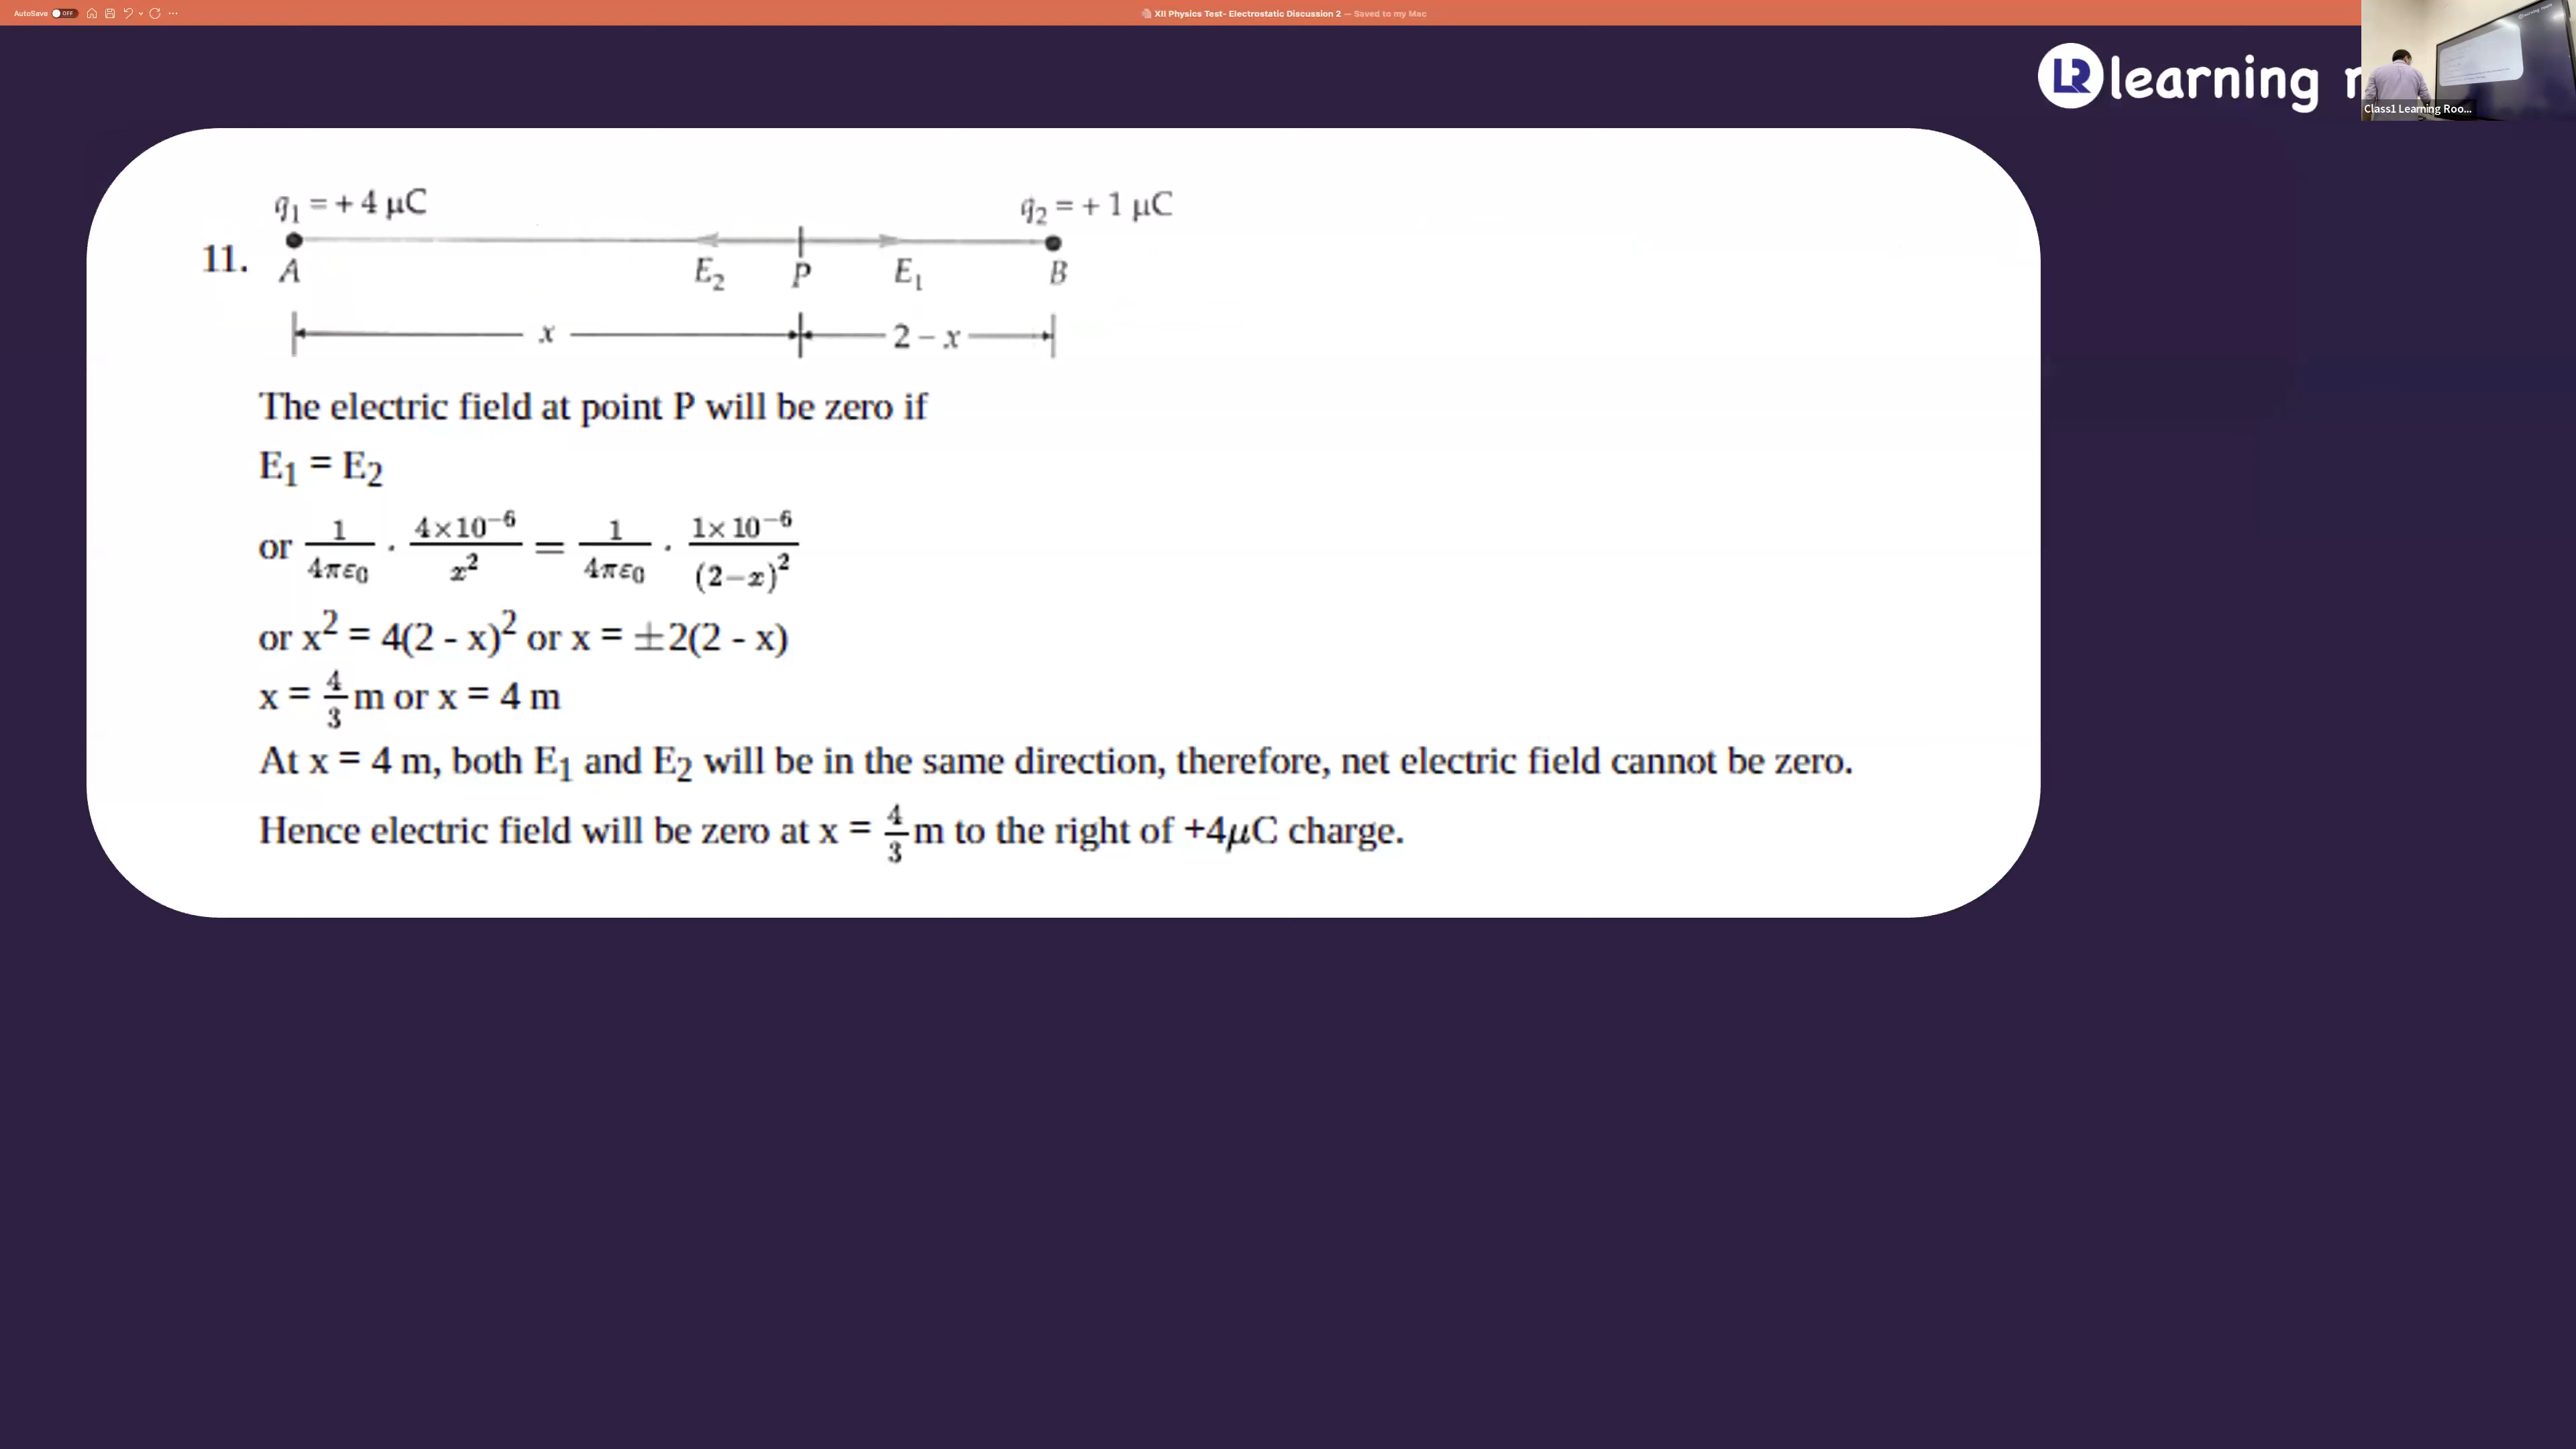 AutoSave OFF
XII Physics Test- Electrostatic Discussion 2 — Saved to my Mac
LR learning
Class1 Learning Roo...
q₁ = + 4 μC
q₂ = + 1 μC
11.
A E₂ P E₁ B
x 2 – x
The electric field at point P will be zero if
E₁ = E₂
or 1/4πε₀ · 4×10⁻⁶/x² = 1/4πε₀ · 1×10⁻⁶/(2−x)²
or x² = 4(2 - x)² or x = ±2(2 - x)
x = 4/3 m or x = 4 m
At x = 4 m, both E₁ and E₂ will be in the same direction, therefore, net electric field cannot be zero.
Hence electric field will be zero at x = 4/3 m to the right of +4μC charge.